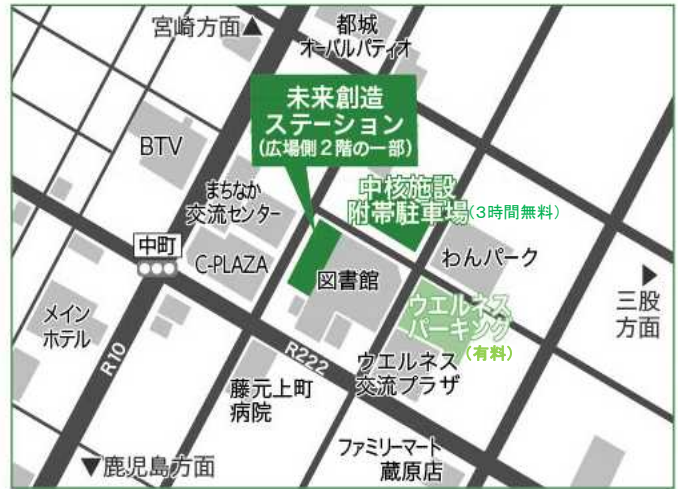 宮崎方面▲
都城
オーバルパティオ
未来創造
ステーション
(広場側2階の一部)
BTV
中核施設
附帯駐車場(3時間無料)
まちなか
交流センター
わんパーク
中町
C-PLAZA
図書館
▶
三股
方面
ウエルネス
パーキング
(有料)
メイン
ホテル
R10
R222
ウエルネス
交流プラザ
藤元上町
病院
ファミリーマート
蔵原店
▼鹿児島方面